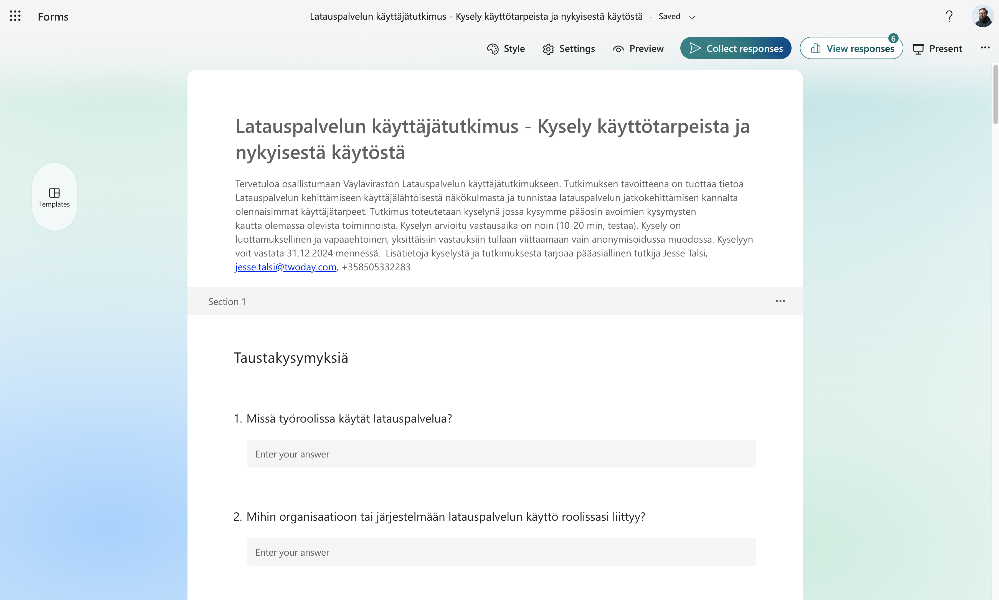 Forms
Latauspalvelun käyttäjätutkimus - Kysely käyttötarpeista ja nykyisestä käytöstä - Saved
?
Style
Settings
Preview
Collect responses
View responses
6
Present
Templates
Latauspalvelun käyttäjätutkimus - Kysely käyttötarpeista ja
nykyisestä käytöstä
Tervetuloa osallistumaan Väyläviraston Latauspalvelun käyttäjätutkimukseen. Tutkimuksen tavoitteena on tuottaa tietoa
Latauspalvelun kehittämiseen käyttäjälähtöisestä näkökulmasta ja tunnistaa latauspalvelun jatkokehittämisen kannalta
olennaisimmat käyttäjätarpeet. Tutkimus toteutetaan kyselynä jossa kysymme pääosin avoimien kysymysten
kautta olemassa olevista toiminnoista. Kyselyn arvioitu vastausaika on noin (10-20 min, testaa). Kysely on
luottamuksellinen ja vapaaehtoinen, yksittäisiin vastauksiin tullaan viittaamaan vain anonymisoidussa muodossa. Kyselyyn
voit vastata 31.12.2024 mennessä.  Lisätietoja kyselystä ja tutkimuksesta tarjoaa pääasiallinen tutkija Jesse Talsi,
jesse.talsi@twoday.com, +358505332283
Section 1
Taustakysymyksiä
1. Missä työroolissa käytät latauspalvelua?
Enter your answer
2. Mihin organisaatioon tai järjestelmään latauspalvelun käyttö roolissasi liittyy?
Enter your answer